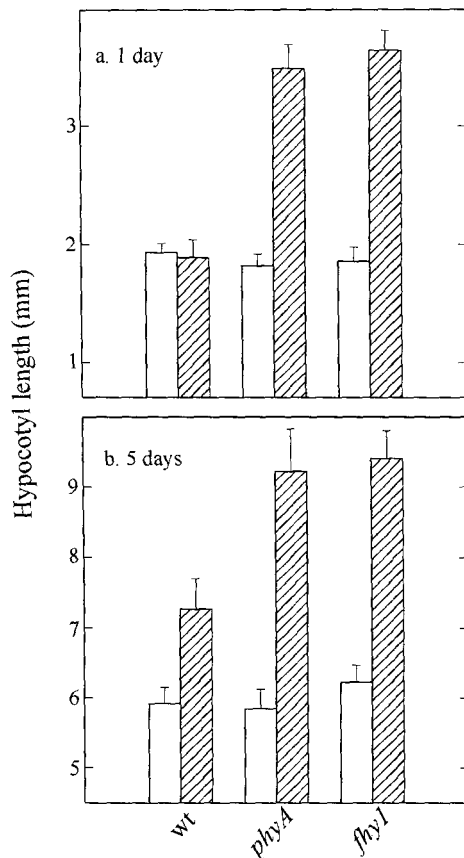 a. 1 day
3
2
1
Hypocotyl length (mm)
b. 5 days
9
8
7
6
5
wt
phyA
fhy1